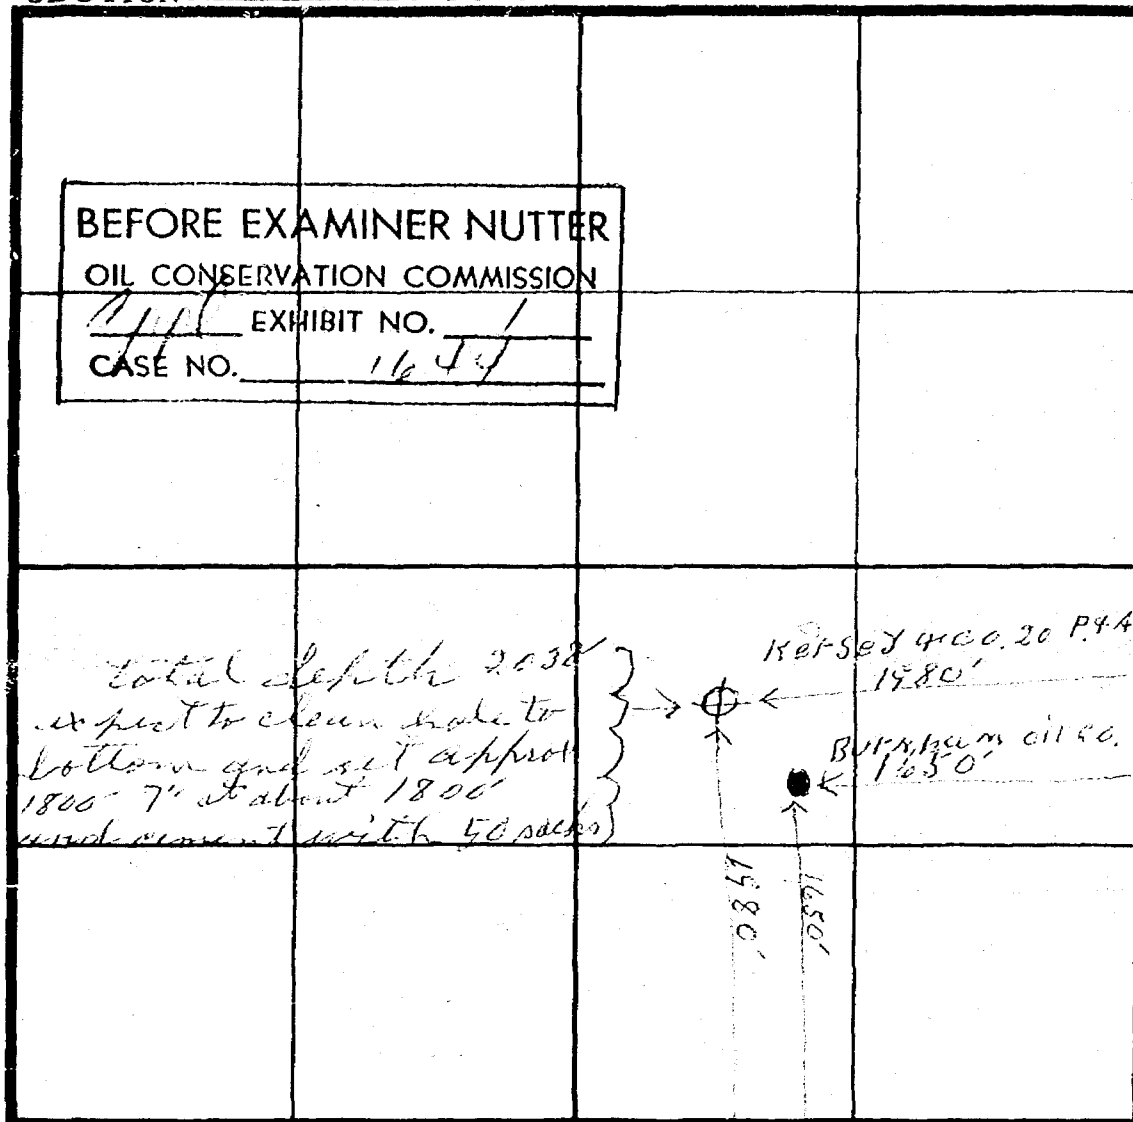 BEFORE EXAMINER NUTTER
OIL CONSERVATION COMMISSION
EXHIBIT NO. 1
CASE NO. 1644
total depth 2038'
expect to clean hole to
bottom and set approx
1800' 7" at about 1800'
and cement with 50 sacks
Kersey & Co. 20 P&A
1980'
Burnham oil co.
1650'
1980'
1650'